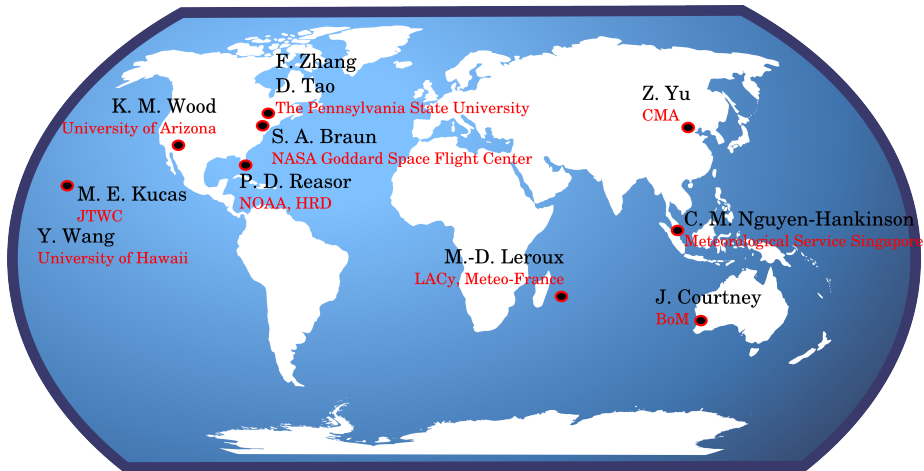 F. Zhang
D. Tao
The Pennsylvania State University
K. M. Wood
University of Arizona
S. A. Braun
NASA Goddard Space Flight Center
P. D. Reasor
NOAA, HRD
M. E. Kucas
JTWC
Y. Wang
University of Hawaii
Z. Yu
CMA
C. M. Nguyen-Hankinson
Meteorological Service Singapore
M.-D. Leroux
LACy, Meteo-France
J. Courtney
BoM